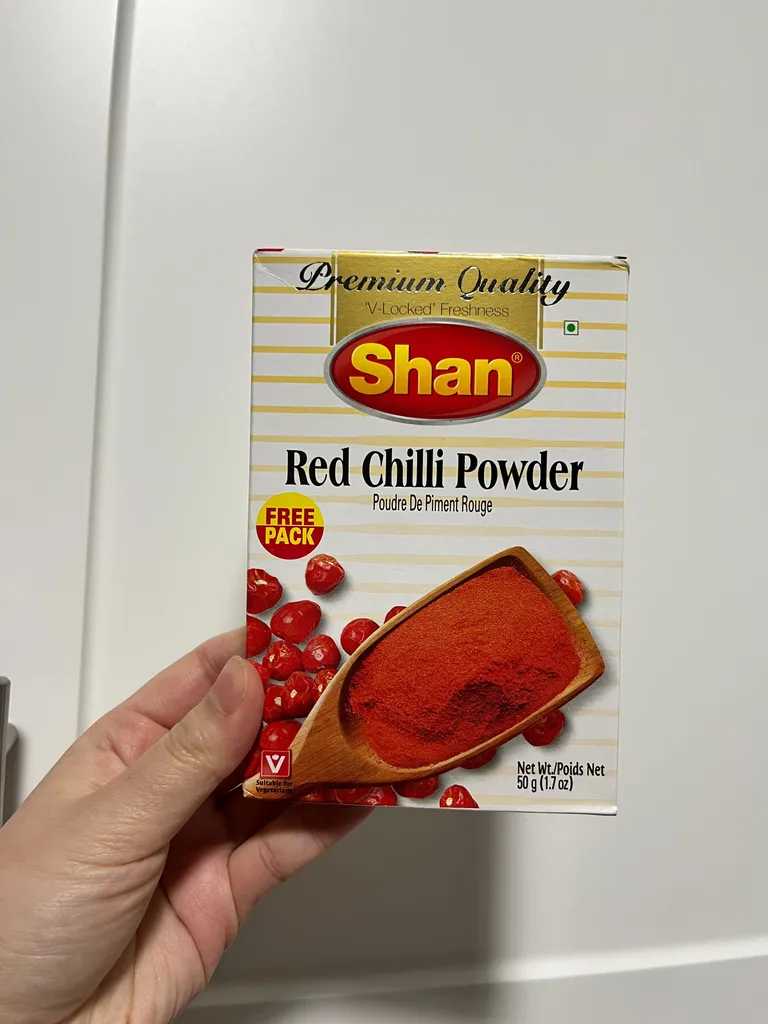 Premium Quality
'V-Locked' Freshness
Shan®
Red Chilli Powder
Poudre De Piment Rouge
FREE
PACK
V
Suitable for
Vegetarians
Net Wt./Poids Net
50 g (1.7 oz)